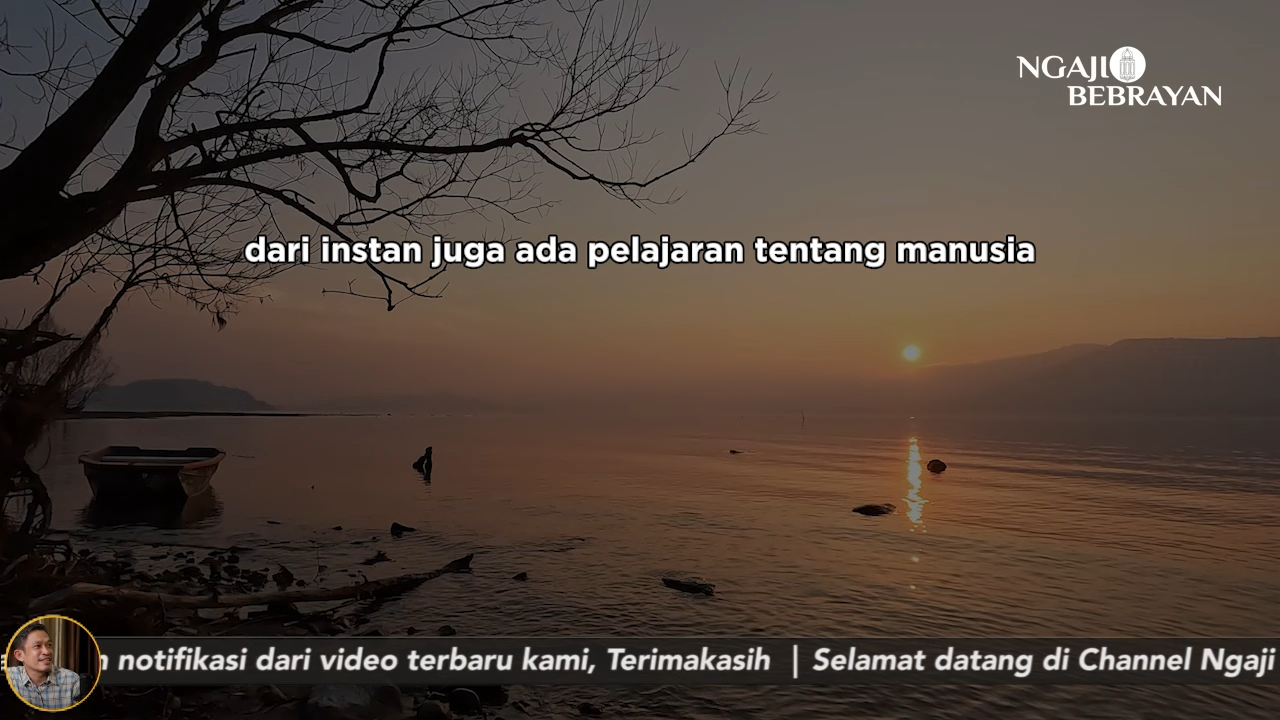 NGAJI
BEBRAYAN
dari instan juga ada pelajaran tentang manusia
notifikasi dari video terbaru kami, Terimakasih | Selamat datang di Channel Ngaji